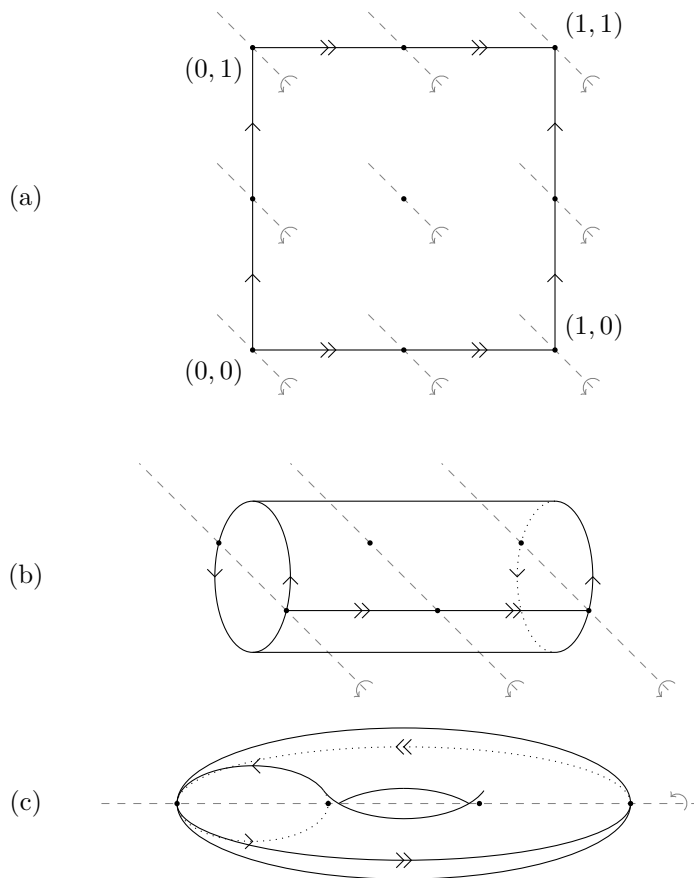 (1, 1)
(0, 1)
(a)
(1, 0)
(0, 0)
(b)
(c)